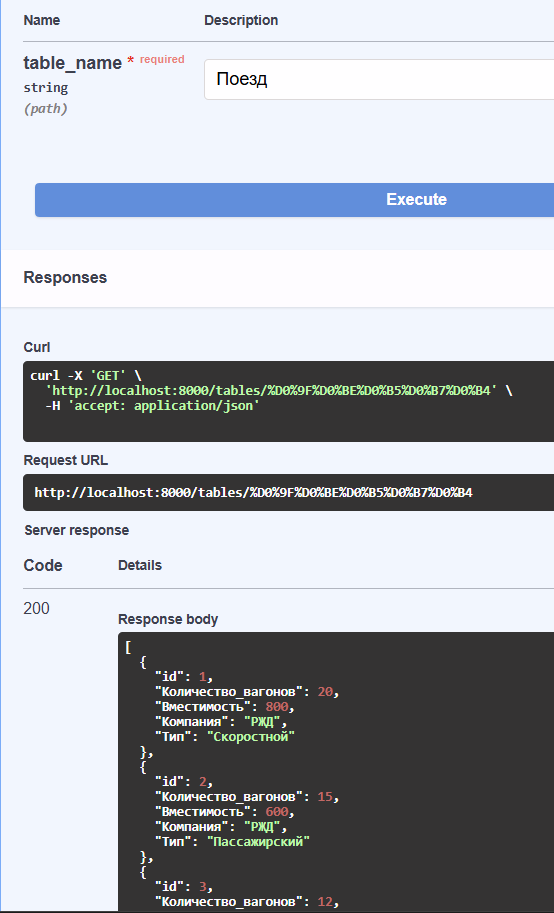 Name Description
table_name * required
string
(path)
Поезд
Execute
Responses
Curl
curl -X 'GET' \
'http://localhost:8000/tables/%D0%9F%D0%BE%D0%B5%D0%B7%D0%B4' \
-H 'accept: application/json'
Request URL
http://localhost:8000/tables/%D0%9F%D0%BE%D0%B5%D0%B7%D0%B4
Server response
Code Details
200
Response body
[
{
"id": 1,
"Количество_вагонов": 20,
"Вместимость": 800,
"Компания": "РЖД",
"Тип": "Скоростной"
},
{
"id": 2,
"Количество_вагонов": 15,
"Вместимость": 600,
"Компания": "РЖД",
"Тип": "Пассажирский"
},
{
"id": 3,
"Количество_вагонов": 12,